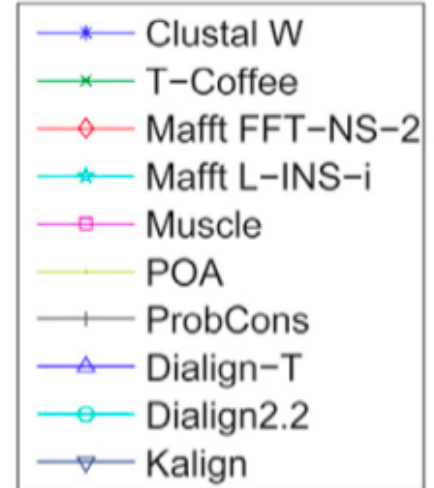 Clustal W
T-Coffee
Mafft FFT-NS-2
Mafft L-INS-i
Muscle
POA
ProbCons
Dialign-T
Dialign2.2
Kalign